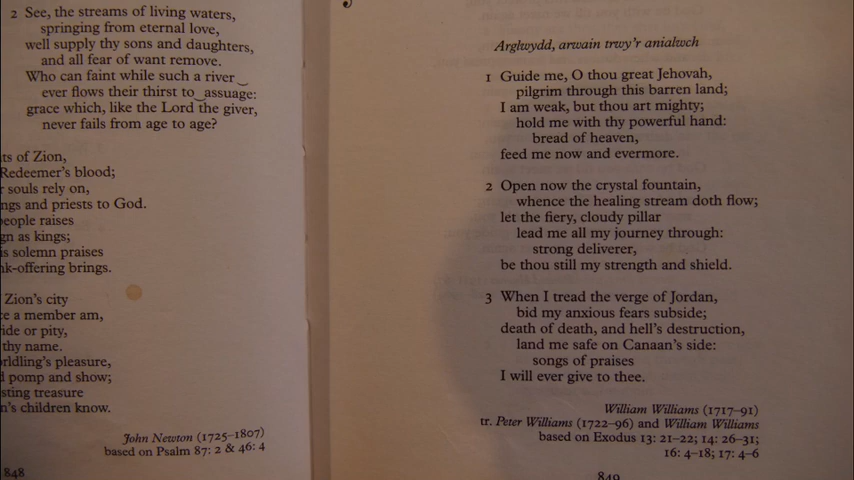 2 See, the streams of living waters,
springing from eternal love,
well supply thy sons and daughters,
and all fear of want remove.
Who can faint while such a river
ever flows their thirst to assuage:
grace which, like the Lord the giver,
never fails from age to age?
ts of Zion,
Redeemer's blood;
r souls rely on,
ngs and priests to God.
people raises
gn as kings;
is solemn praises
nk-offering brings.
Zion's city
a member am,
ride or pity,
thy name.
rldling's pleasure,
d pomp and show;
sting treasure
n's children know.
John Newton (1725–1807)
based on Psalm 87: 2 & 46: 4
848
Arglwydd, arwain trwy'r anialwch
1 Guide me, O thou great Jehovah,
pilgrim through this barren land;
I am weak, but thou art mighty;
hold me with thy powerful hand:
bread of heaven,
feed me now and evermore.
2 Open now the crystal fountain,
whence the healing stream doth flow;
let the fiery, cloudy pillar
lead me all my journey through:
strong deliverer,
be thou still my strength and shield.
3 When I tread the verge of Jordan,
bid my anxious fears subside;
death of death, and hell's destruction,
land me safe on Canaan's side:
songs of praises
I will ever give to thee.
William Williams (1717–91)
tr. Peter Williams (1722–96) and William Williams
based on Exodus 13: 21–22; 14: 26–31;
16: 4–18; 17: 4–6
849